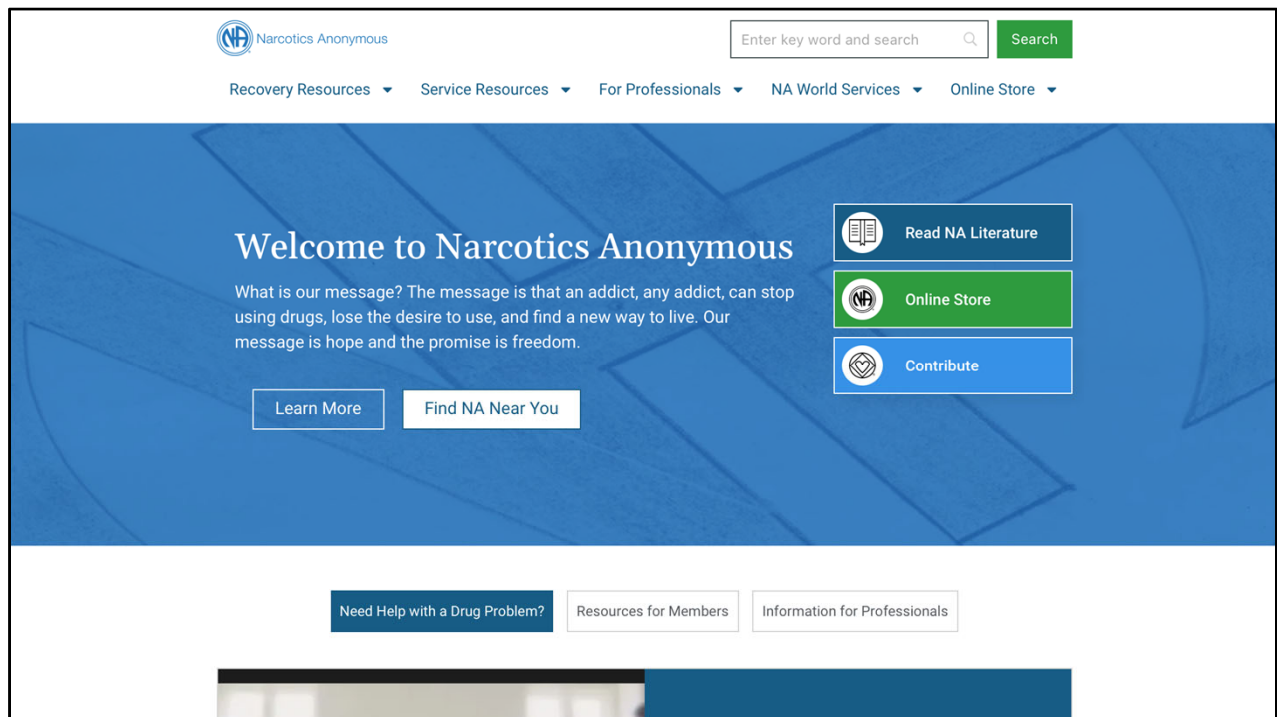 NA Narcotics Anonymous
Enter key word and search
Search
Recovery Resources
Service Resources
For Professionals
NA World Services
Online Store
Welcome to Narcotics Anonymous
What is our message? The message is that an addict, any addict, can stop
using drugs, lose the desire to use, and find a new way to live. Our
message is hope and the promise is freedom.
Learn More
Find NA Near You
Read NA Literature
NA Online Store
Contribute
Need Help with a Drug Problem?
Resources for Members
Information for Professionals